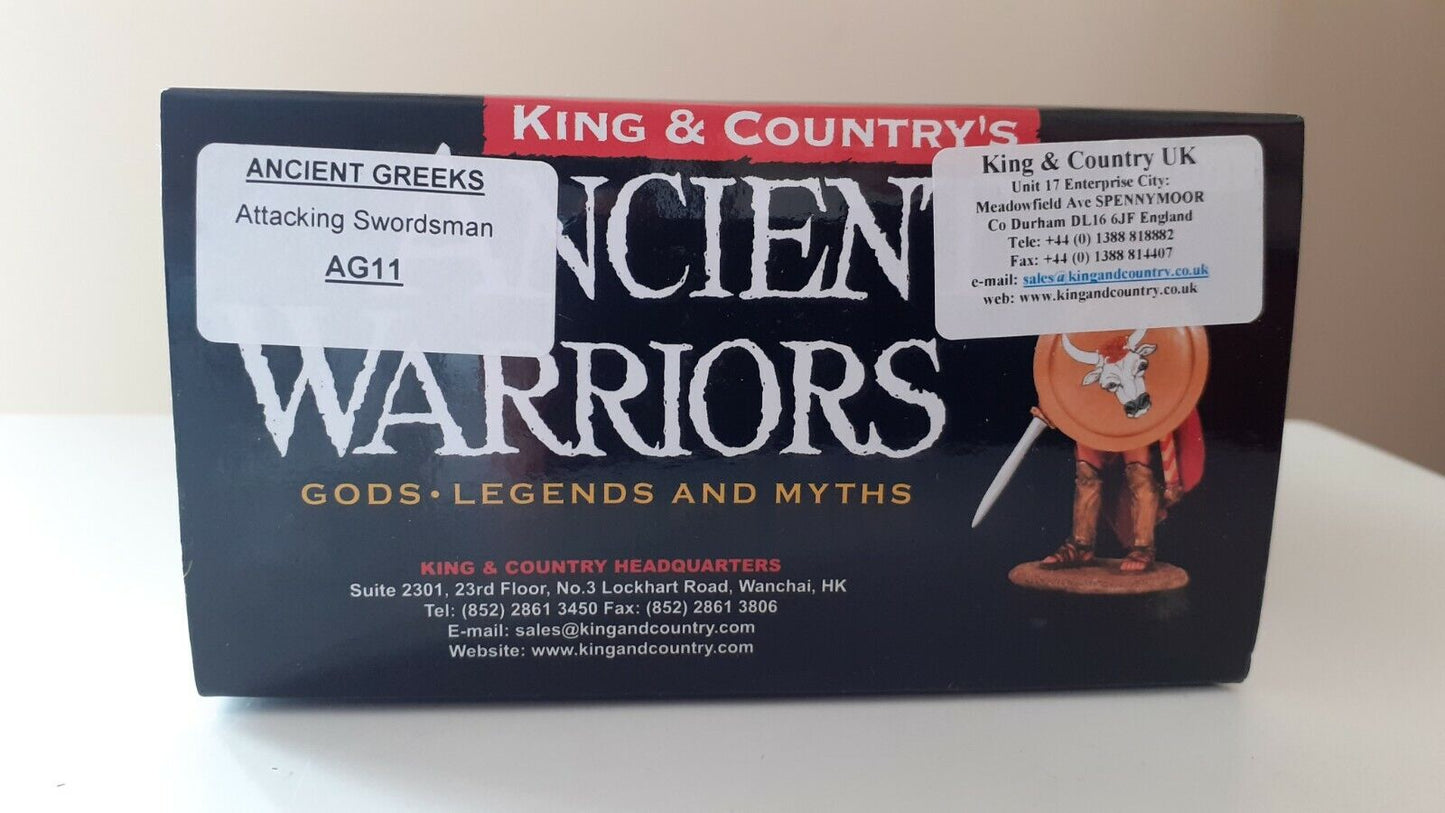 KING & COUNTRY'S
ANCIENT GREEKS
Attacking Swordsman
AG11
King & Country UK
Unit 17 Enterprise City:
Meadowfield Ave SPENNYMOOR
Co Durham DL16 6JF England
Tele: +44 (0) 1388 818882
Fax: +44 (0) 1388 814407
e-mail: sales@kingandcountry.co.uk
web: www.kingandcountry.co.uk
ANCIENT
WARRIORS
GODS • LEGENDS AND MYTHS
KING & COUNTRY HEADQUARTERS
Suite 2301, 23rd Floor, No.3 Lockhart Road, Wanchai, HK
Tel: (852) 2861 3450 Fax: (852) 2861 3806
E-mail: sales@kingandcountry.com
Website: www.kingandcountry.com